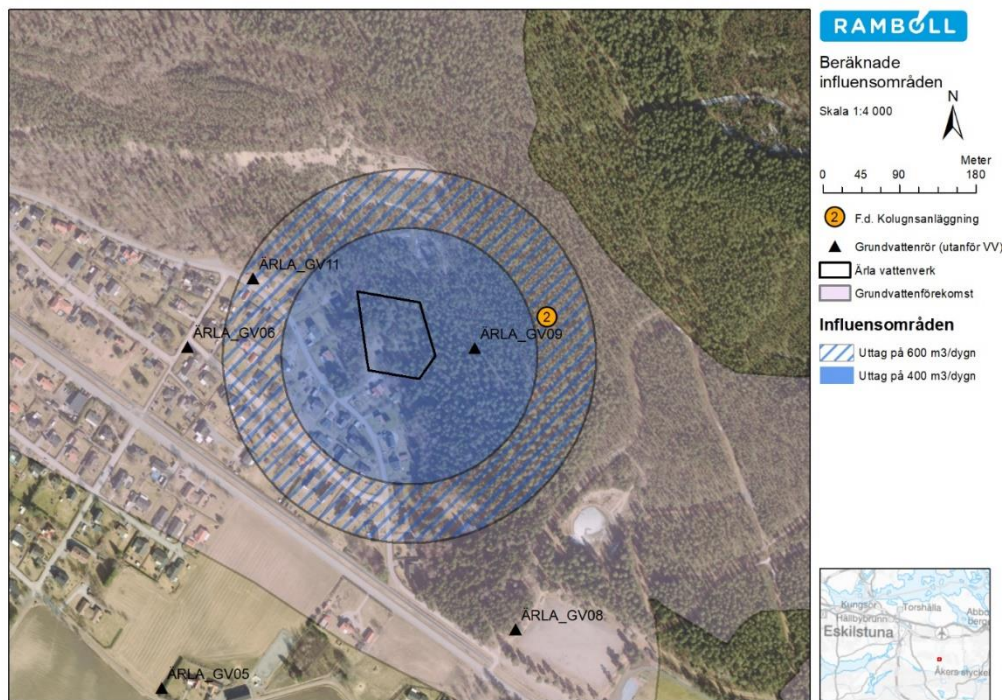 ÄRLA_GV11
ÄRLA_GV06
2
ÄRLA_GV09
ÄRLA_GV08
ÄRLA_GV05
RAMBOLL
Beräknade
influensområden
Skala 1:4 000
N
Meter
0 45 90 180
2 F.d. Kolugnsanläggning
Grundvattenrör (utanför VV)
Ärla vattenverk
Grundvattenförekomst
Influensområden
Uttag på 600 m3/dygn
Uttag på 400 m3/dygn
Kungsör
Torshälla
Hällbybrunn
Eskilstuna